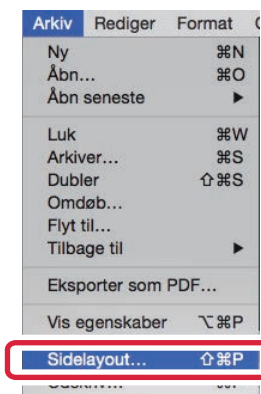 Arkiv Rediger Format
Ny ⌘N
Åbn... ⌘O
Åbn seneste ▶
Luk ⌘W
Arkiver... ⌘S
Dubler ⇧⌘S
Omdøb...
Flyt til...
Tilbage til ▶
Eksporter som PDF...
Vis egenskaber ⌥⌘P
Sidelayout... ⇧⌘P